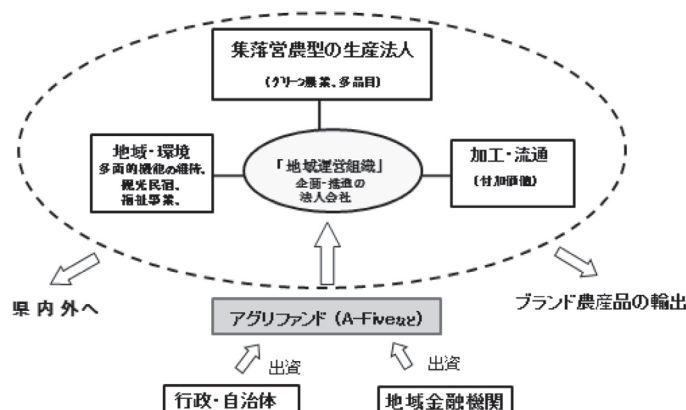 集落営農型の生産法人
(グリーン農業、多品目)
地域・環境
多面的機能の維持、
観光民宿、
福祉事業、
「地域運営組織」
企画・推進の
法人会社
加工・流通
(付加価値)
県内外へ
ブランド農産品の輸出
アグリファンド (A-Fiveなど)
出資
出資
行政・自治体
地域金融機関